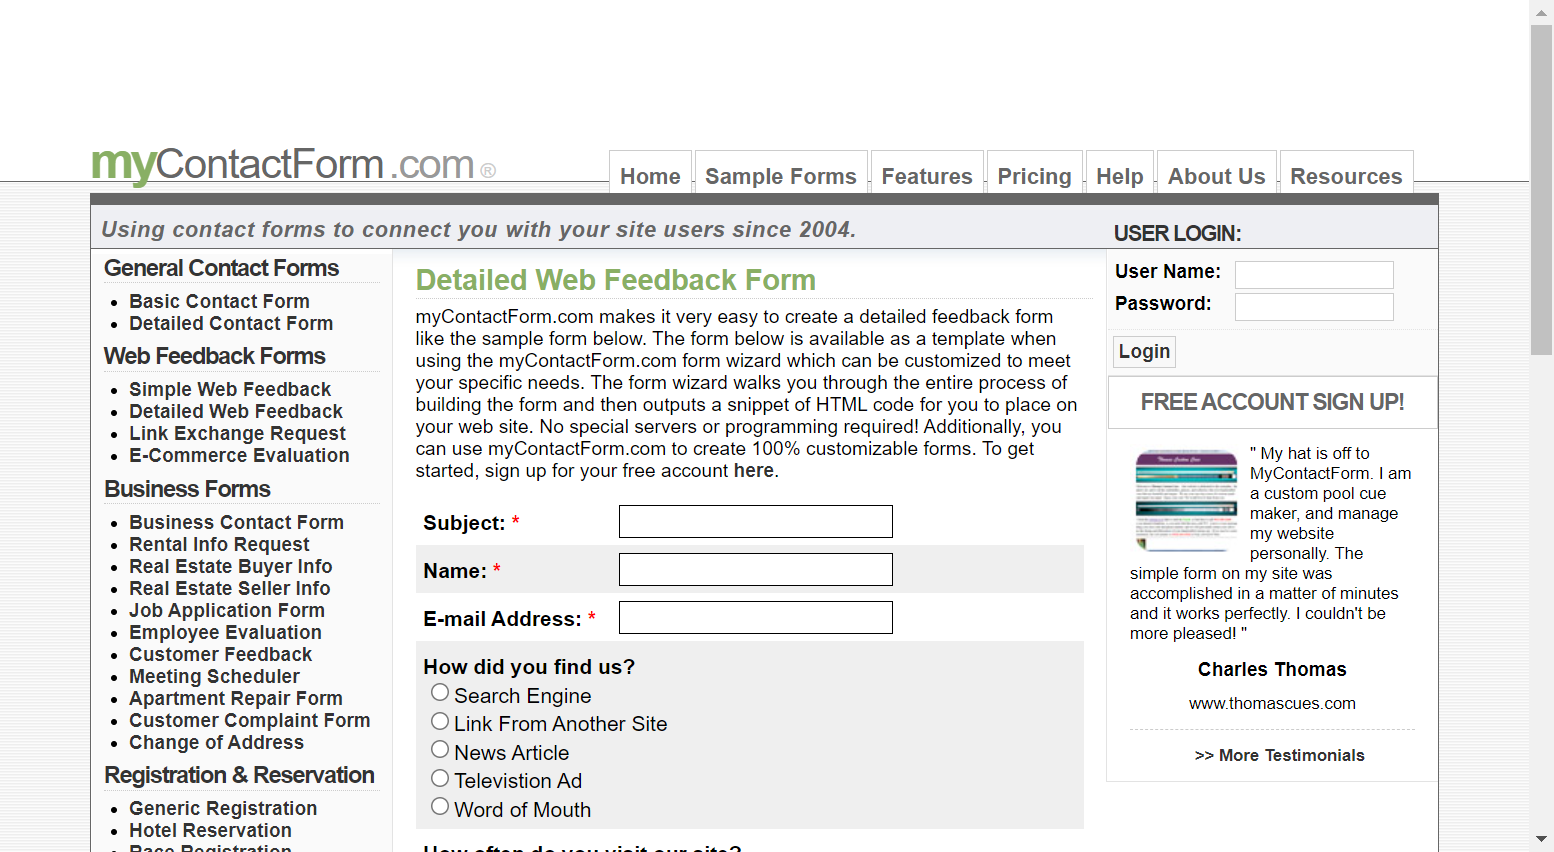 myContactForm.com ®
Home
Sample Forms
Features
Pricing
Help
About Us
Resources
Using contact forms to connect you with your site users since 2004.
General Contact Forms
Basic Contact Form
Detailed Contact Form
Web Feedback Forms
Simple Web Feedback
Detailed Web Feedback
Link Exchange Request
E-Commerce Evaluation
Business Forms
Business Contact Form
Rental Info Request
Real Estate Buyer Info
Real Estate Seller Info
Job Application Form
Employee Evaluation
Customer Feedback
Meeting Scheduler
Apartment Repair Form
Customer Complaint Form
Change of Address
Registration & Reservation
Generic Registration
Hotel Reservation
Race Registration
Detailed Web Feedback Form
myContactForm.com makes it very easy to create a detailed feedback form
like the sample form below. The form below is available as a template when
using the myContactForm.com form wizard which can be customized to meet
your specific needs. The form wizard walks you through the entire process of
building the form and then outputs a snippet of HTML code for you to place on
your web site. No special servers or programming required! Additionally, you
can use myContactForm.com to create 100% customizable forms. To get
started, sign up for your free account here.
Subject: *
Name: *
E-mail Address: *
How did you find us?
Search Engine
Link From Another Site
News Article
Televistion Ad
Word of Mouth
How often do you visit our site?
USER LOGIN:
User Name:
Password:
Login
FREE ACCOUNT SIGN UP!
" My hat is off to
MyContactForm. I am
a custom pool cue
maker, and manage
my website
personally. The
simple form on my site was
accomplished in a matter of minutes
and it works perfectly. I couldn't be
more pleased! "
Charles Thomas
www.thomascues.com
>> More Testimonials